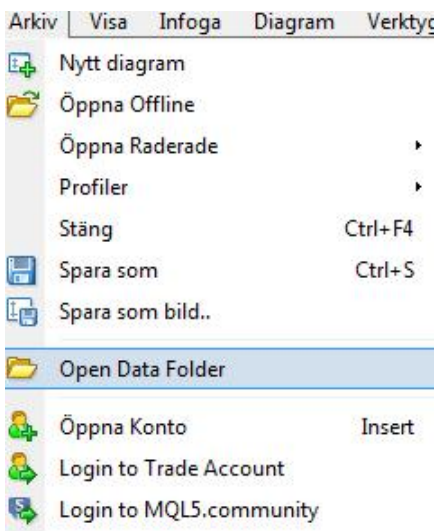 Arkiv Visa Infoga Diagram Verktyg
Nytt diagram
Öppna Offline
Öppna Raderade
Profiler
Stäng Ctrl+F4
Spara som Ctrl+S
Spara som bild..
Open Data Folder
Öppna Konto Insert
Login to Trade Account
Login to MQL5.community